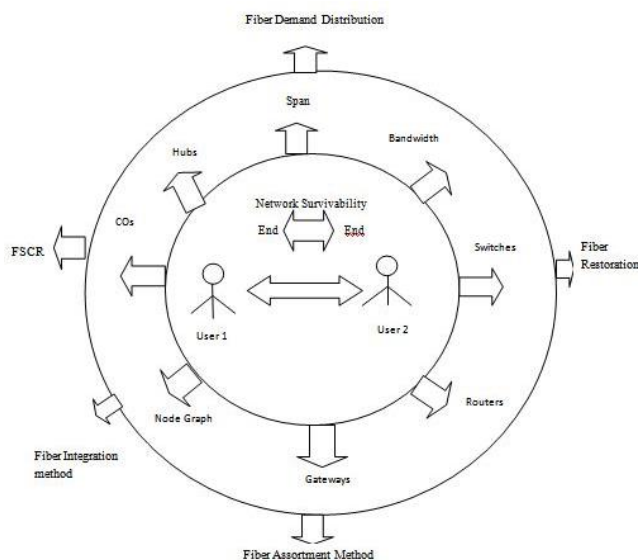 Fiber Demand Distribution
Span
Bandwidth
Hubs
Network Survivability
End End
COs
Switches
FSCR
Fiber
Restoration
User 1
User 2
Routers
Node Graph
Fiber Integration
method
Gateways
Fiber Assortment Method